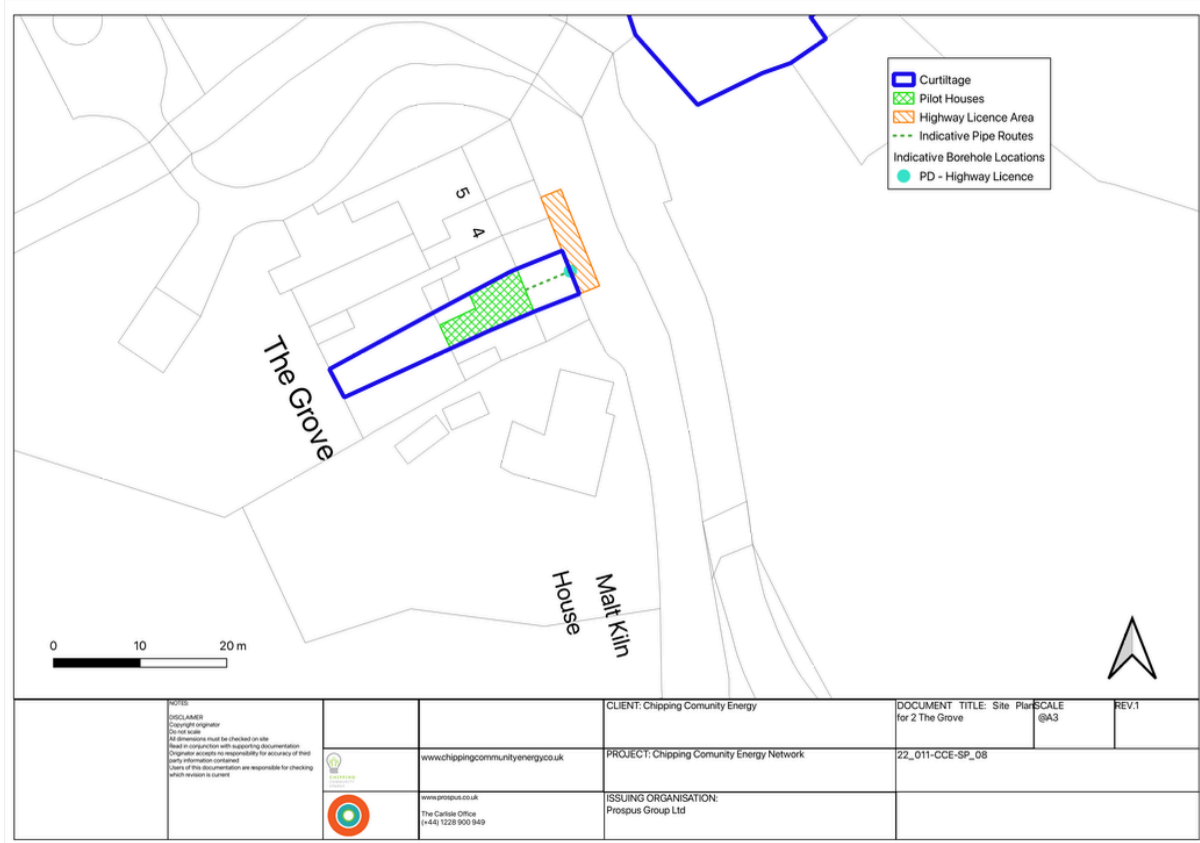 Curtiltage
Pilot Houses
Highway Licence Area
Indicative Pipe Routes
Indicative Borehole Locations
PD - Highway Licence
5
4
The Grove
Malt Kiln
House
0 10 20 m
NOTES:
DISCLAIMER
Copyright originator
Do not scale
All dimensions must be checked on site
Read in conjunction with supporting documentation
Originator accepts no responsibility for accuracy of third
party information contained
Users of this documentation are responsible for checking
which revision is current
CHIPPING
COMMUNITY
ENERGY
www.chippingcommunityenergy.co.uk
www.prospus.co.uk
The Carlisle Office
(+44) 1228 900 949
CLIENT: Chipping Comunity Energy
PROJECT: Chipping Comunity Energy Network
ISSUING ORGANISATION:
Prospus Group Ltd
DOCUMENT TITLE: Site Plan
for 2 The Grove
SCALE
@A3
REV.1
22_011-CCE-SP_08